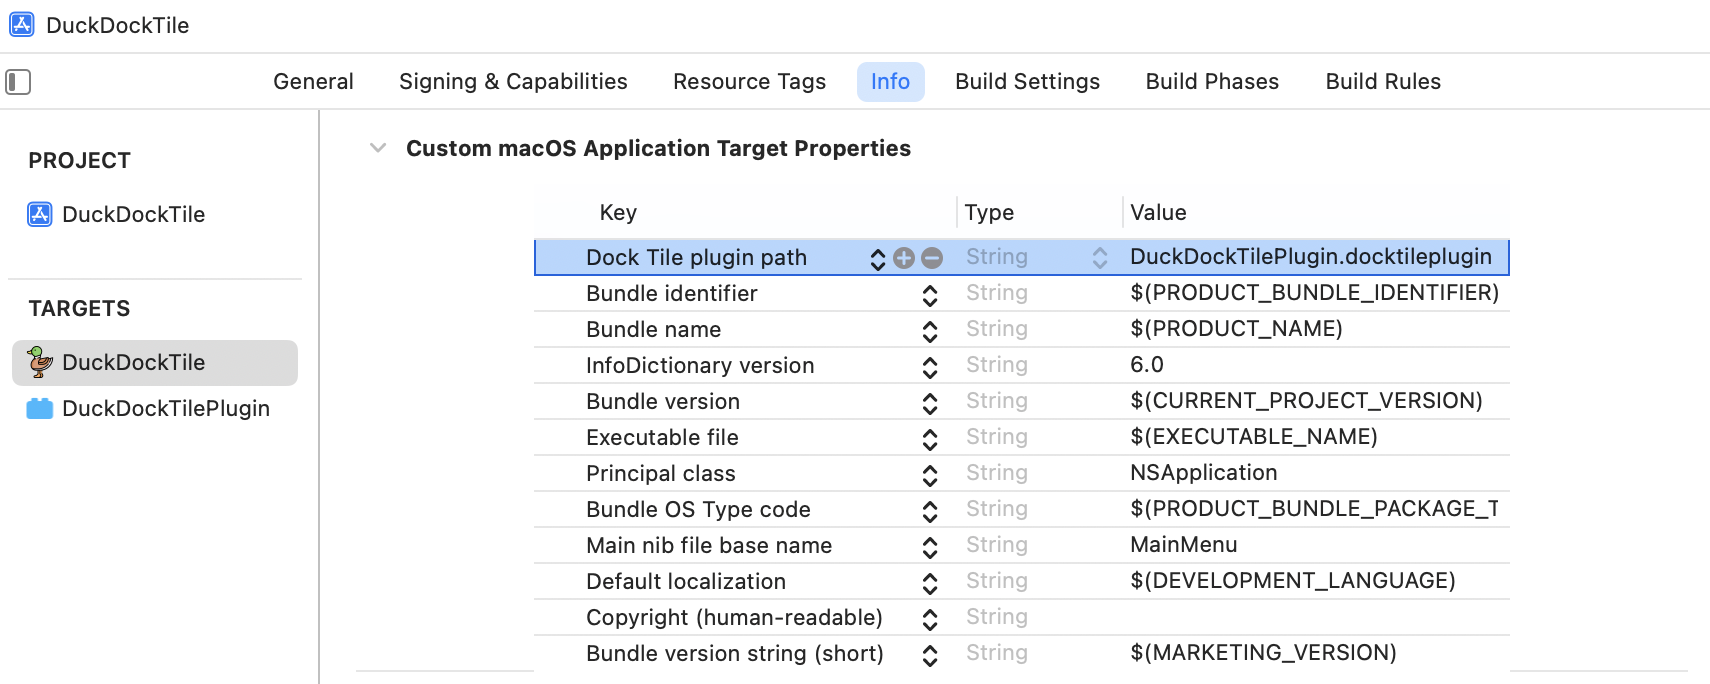 DuckDockTile
General Signing & Capabilities Resource Tags Info Build Settings Build Phases Build Rules
PROJECT
DuckDockTile
TARGETS
DuckDockTile
DuckDockTilePlugin
Custom macOS Application Target Properties
Key Type Value
Dock Tile plugin path String DuckDockTilePlugin.docktileplugin
Bundle identifier String $(PRODUCT_BUNDLE_IDENTIFIER)
Bundle name String $(PRODUCT_NAME)
InfoDictionary version String 6.0
Bundle version String $(CURRENT_PROJECT_VERSION)
Executable file String $(EXECUTABLE_NAME)
Principal class String NSApplication
Bundle OS Type code String $(PRODUCT_BUNDLE_PACKAGE_T
Main nib file base name String MainMenu
Default localization String $(DEVELOPMENT_LANGUAGE)
Copyright (human-readable) String
Bundle version string (short) String $(MARKETING_VERSION)